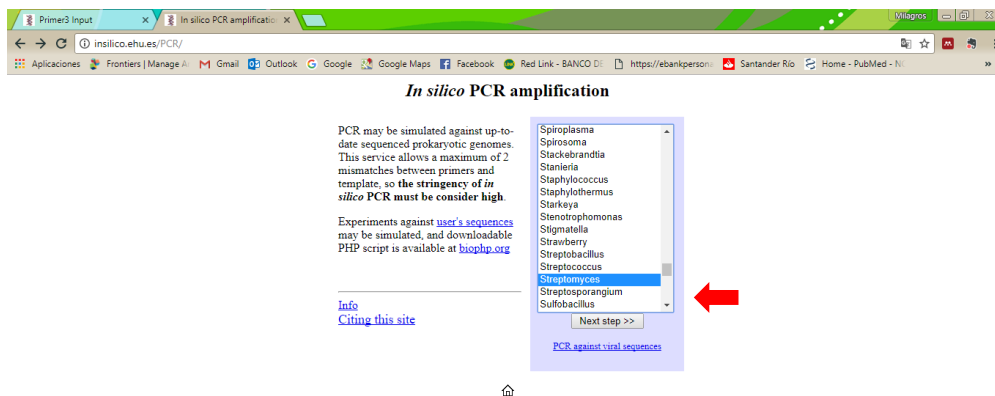 Primer3 Input
In silico PCR amplificatio
Milagros
insilico.ehu.es/PCR/
Aplicaciones
Frontiers | Manage A
Gmail
Outlook
Google
Google Maps
Facebook
Red Link - BANCO DE
https://ebankperson
Santander Río
Home - PubMed - N
»
In silico PCR amplification
PCR may be simulated against up-to-
date sequenced prokaryotic genomes.
This service allows a maximum of 2
mismatches between primers and
template, so the stringency of in
silico PCR must be consider high.
Experiments against user's sequences
may be simulated, and downloadable
PHP script is available at biophp.org
Info
Citing this site
Spiroplasma
Spirosoma
Stackebrandtia
Stanieria
Staphylococcus
Staphylothermus
Starkeya
Stenotrophomonas
Stigmatella
Strawberry
Streptobacillus
Streptococcus
Streptomyces
Streptosporangium
Sulfobacillus
Next step >>
PCR against viral sequences